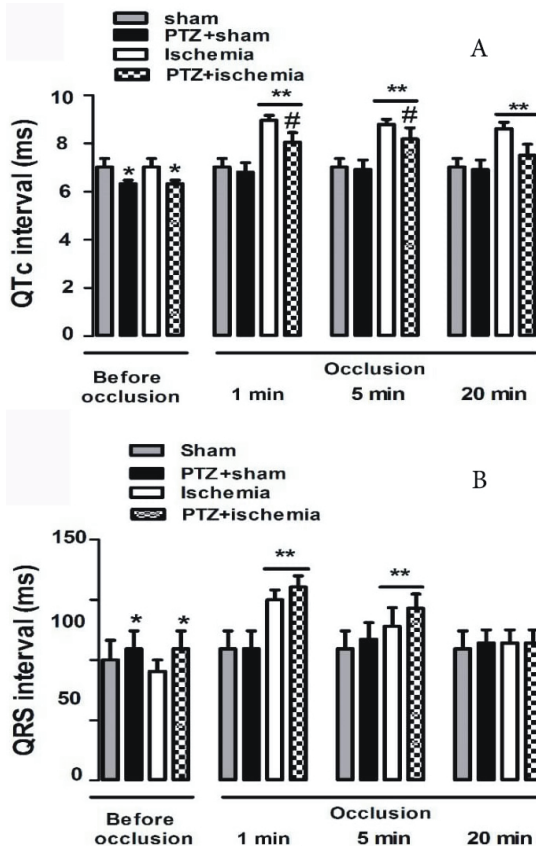 sham
PTZ+sham
Ischemia
PTZ+ischemia
A
QTc interval (ms)
10
8
6
4
2
0
* *
** #
** #
**
Before
occlusion
Occlusion
1 min 5 min 20 min
Sham
PTZ+sham
Ischemia
PTZ+ischemia
B
QRS interval (ms)
150
100
50
0
* *
**
**
Before
occlusion
Occlusion
1 min 5 min 20 min